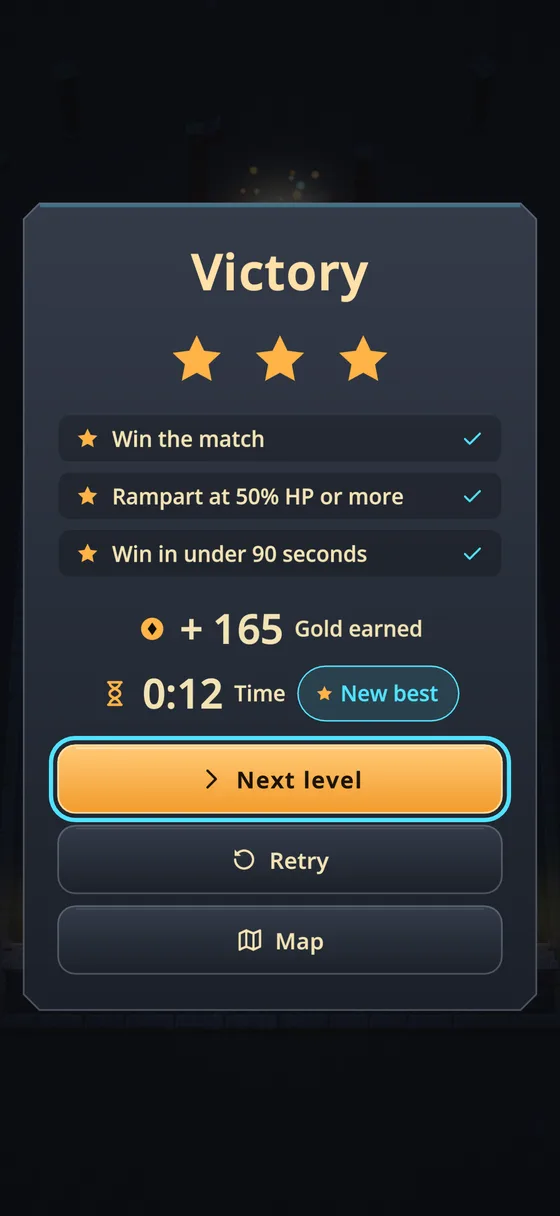 Victory
Win the match
Rampart at 50% HP or more
Win in under 90 seconds
+ 165 Gold earned
0:12 Time New best
Next level
Retry
Map